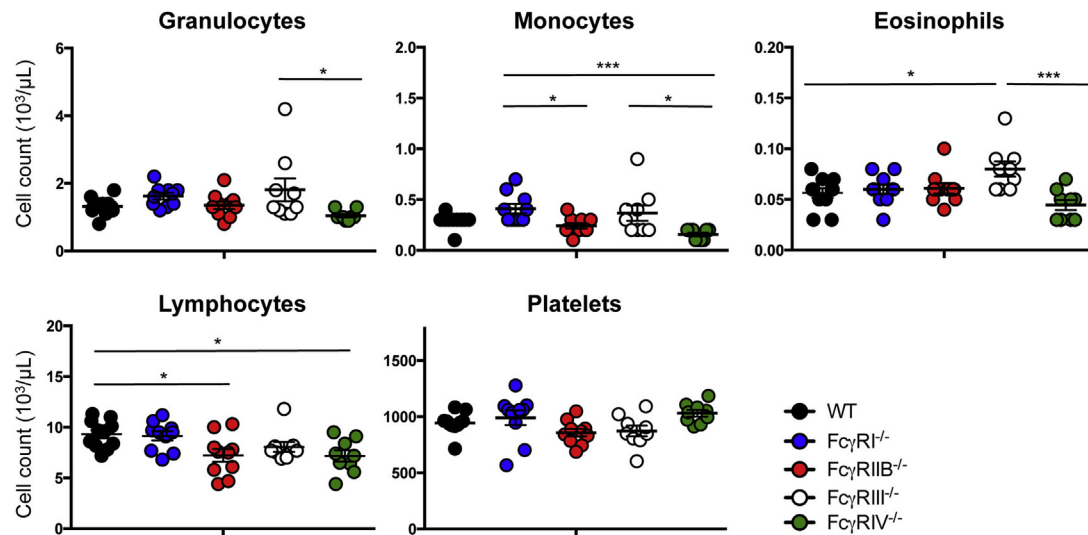 Granulocytes
Monocytes
Eosinophils
Cell count (10³/μL)
6
4
2
0
*
2.0
1.5
1.0
0.5
0.0
***
*
*
0.20
0.15
0.10
0.05
0.00
*
***
Lymphocytes
Platelets
Cell count (10³/μL)
20
15
10
5
0
*
*
1500
1000
500
0
WT
FcγRI⁻/⁻
FcγRIIB⁻/⁻
FcγRIII⁻/⁻
FcγRIV⁻/⁻